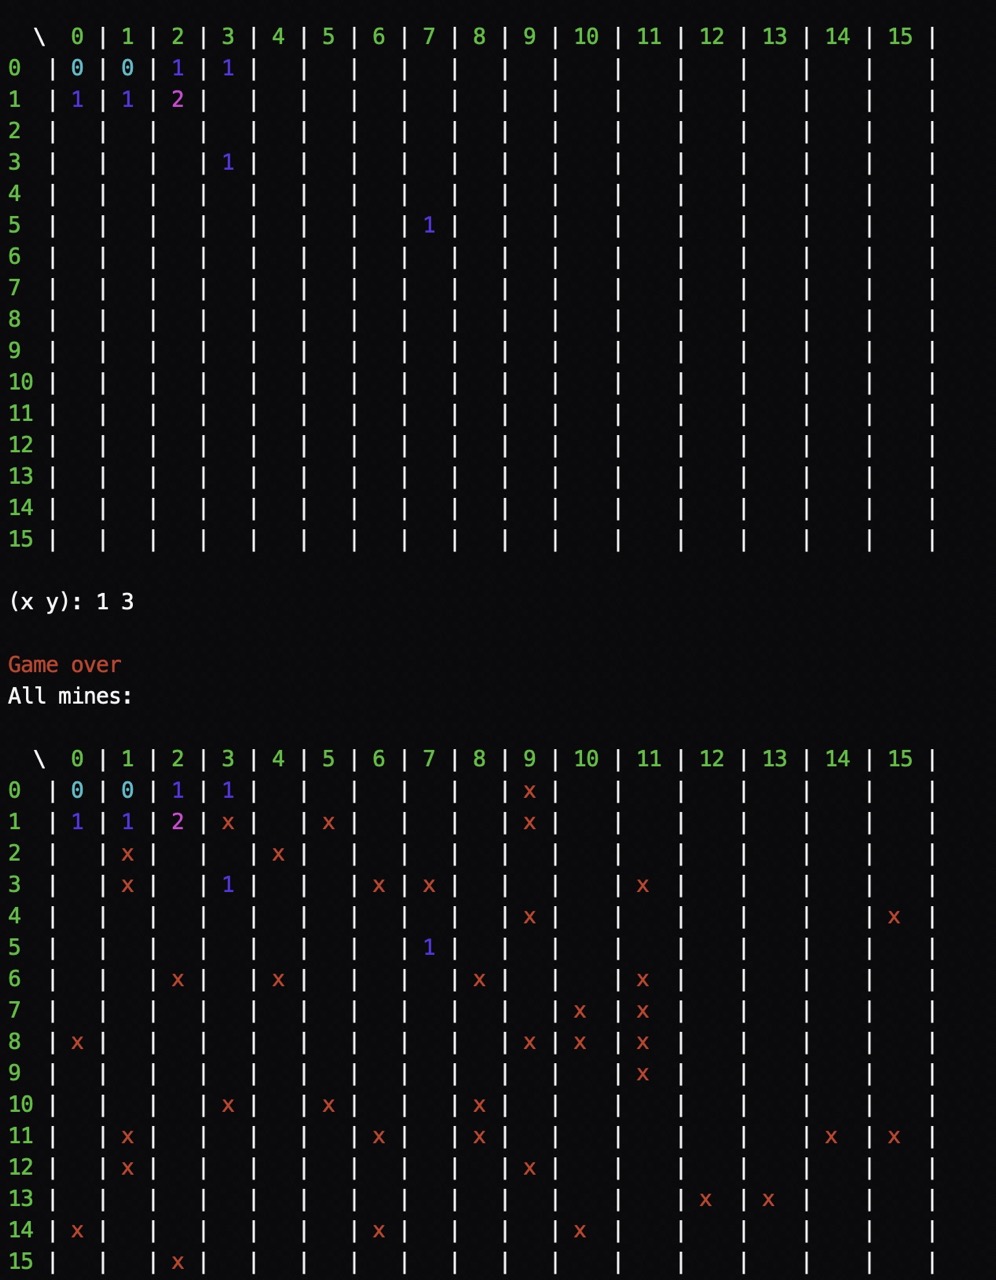 \ 0 | 1 | 2 | 3 | 4 | 5 | 6 | 7 | 8 | 9 | 10 | 11 | 12 | 13 | 14 | 15 |
0 | 0 | 0 | 1 | 1 | | | | | | | | | | | | |
1 | 1 | 1 | 2 | | | | | | | | | | | | | |
2 | | | | | | | | | | | | | | | | |
3 | | | | 1 | | | | | | | | | | | | |
4 | | | | | | | | | | | | | | | | |
5 | | | | | | | | 1 | | | | | | | | |
6 | | | | | | | | | | | | | | | | |
7 | | | | | | | | | | | | | | | | |
8 | | | | | | | | | | | | | | | | |
9 | | | | | | | | | | | | | | | | |
10 | | | | | | | | | | | | | | | | |
11 | | | | | | | | | | | | | | | | |
12 | | | | | | | | | | | | | | | | |
13 | | | | | | | | | | | | | | | | |
14 | | | | | | | | | | | | | | | | |
15 | | | | | | | | | | | | | | | | |
(x y): 1 3
Game over
All mines:
\ 0 | 1 | 2 | 3 | 4 | 5 | 6 | 7 | 8 | 9 | 10 | 11 | 12 | 13 | 14 | 15 |
0 | 0 | 0 | 1 | 1 | | | | | | x | | | | | | |
1 | 1 | 1 | 2 | x | | x | | | | x | | | | | | |
2 | | x | | | x | | | | | | | | | | | |
3 | | x | | 1 | | | x | x | | | | x | | | | |
4 | | | | | | | | | | x | | | | | | x |
5 | | | | | | | | 1 | | | | | | | | |
6 | | | x | | x | | | | x | | | x | | | | |
7 | | | | | | | | | | | x | x | | | | |
8 | x | | | | | | | | | x | x | x | | | | |
9 | | | | | | | | | | | | x | | | | |
10 | | | | x | | x | | | x | | | | | | | |
11 | | x | | | | | x | | x | | | | | | x | x |
12 | | x | | | | | | | | x | | | | | | |
13 | | | | | | | | | | | | | x | x | | |
14 | x | | | | | | x | | | | x | | | | | |
15 | | | x | | | | | | | | | | | | | |